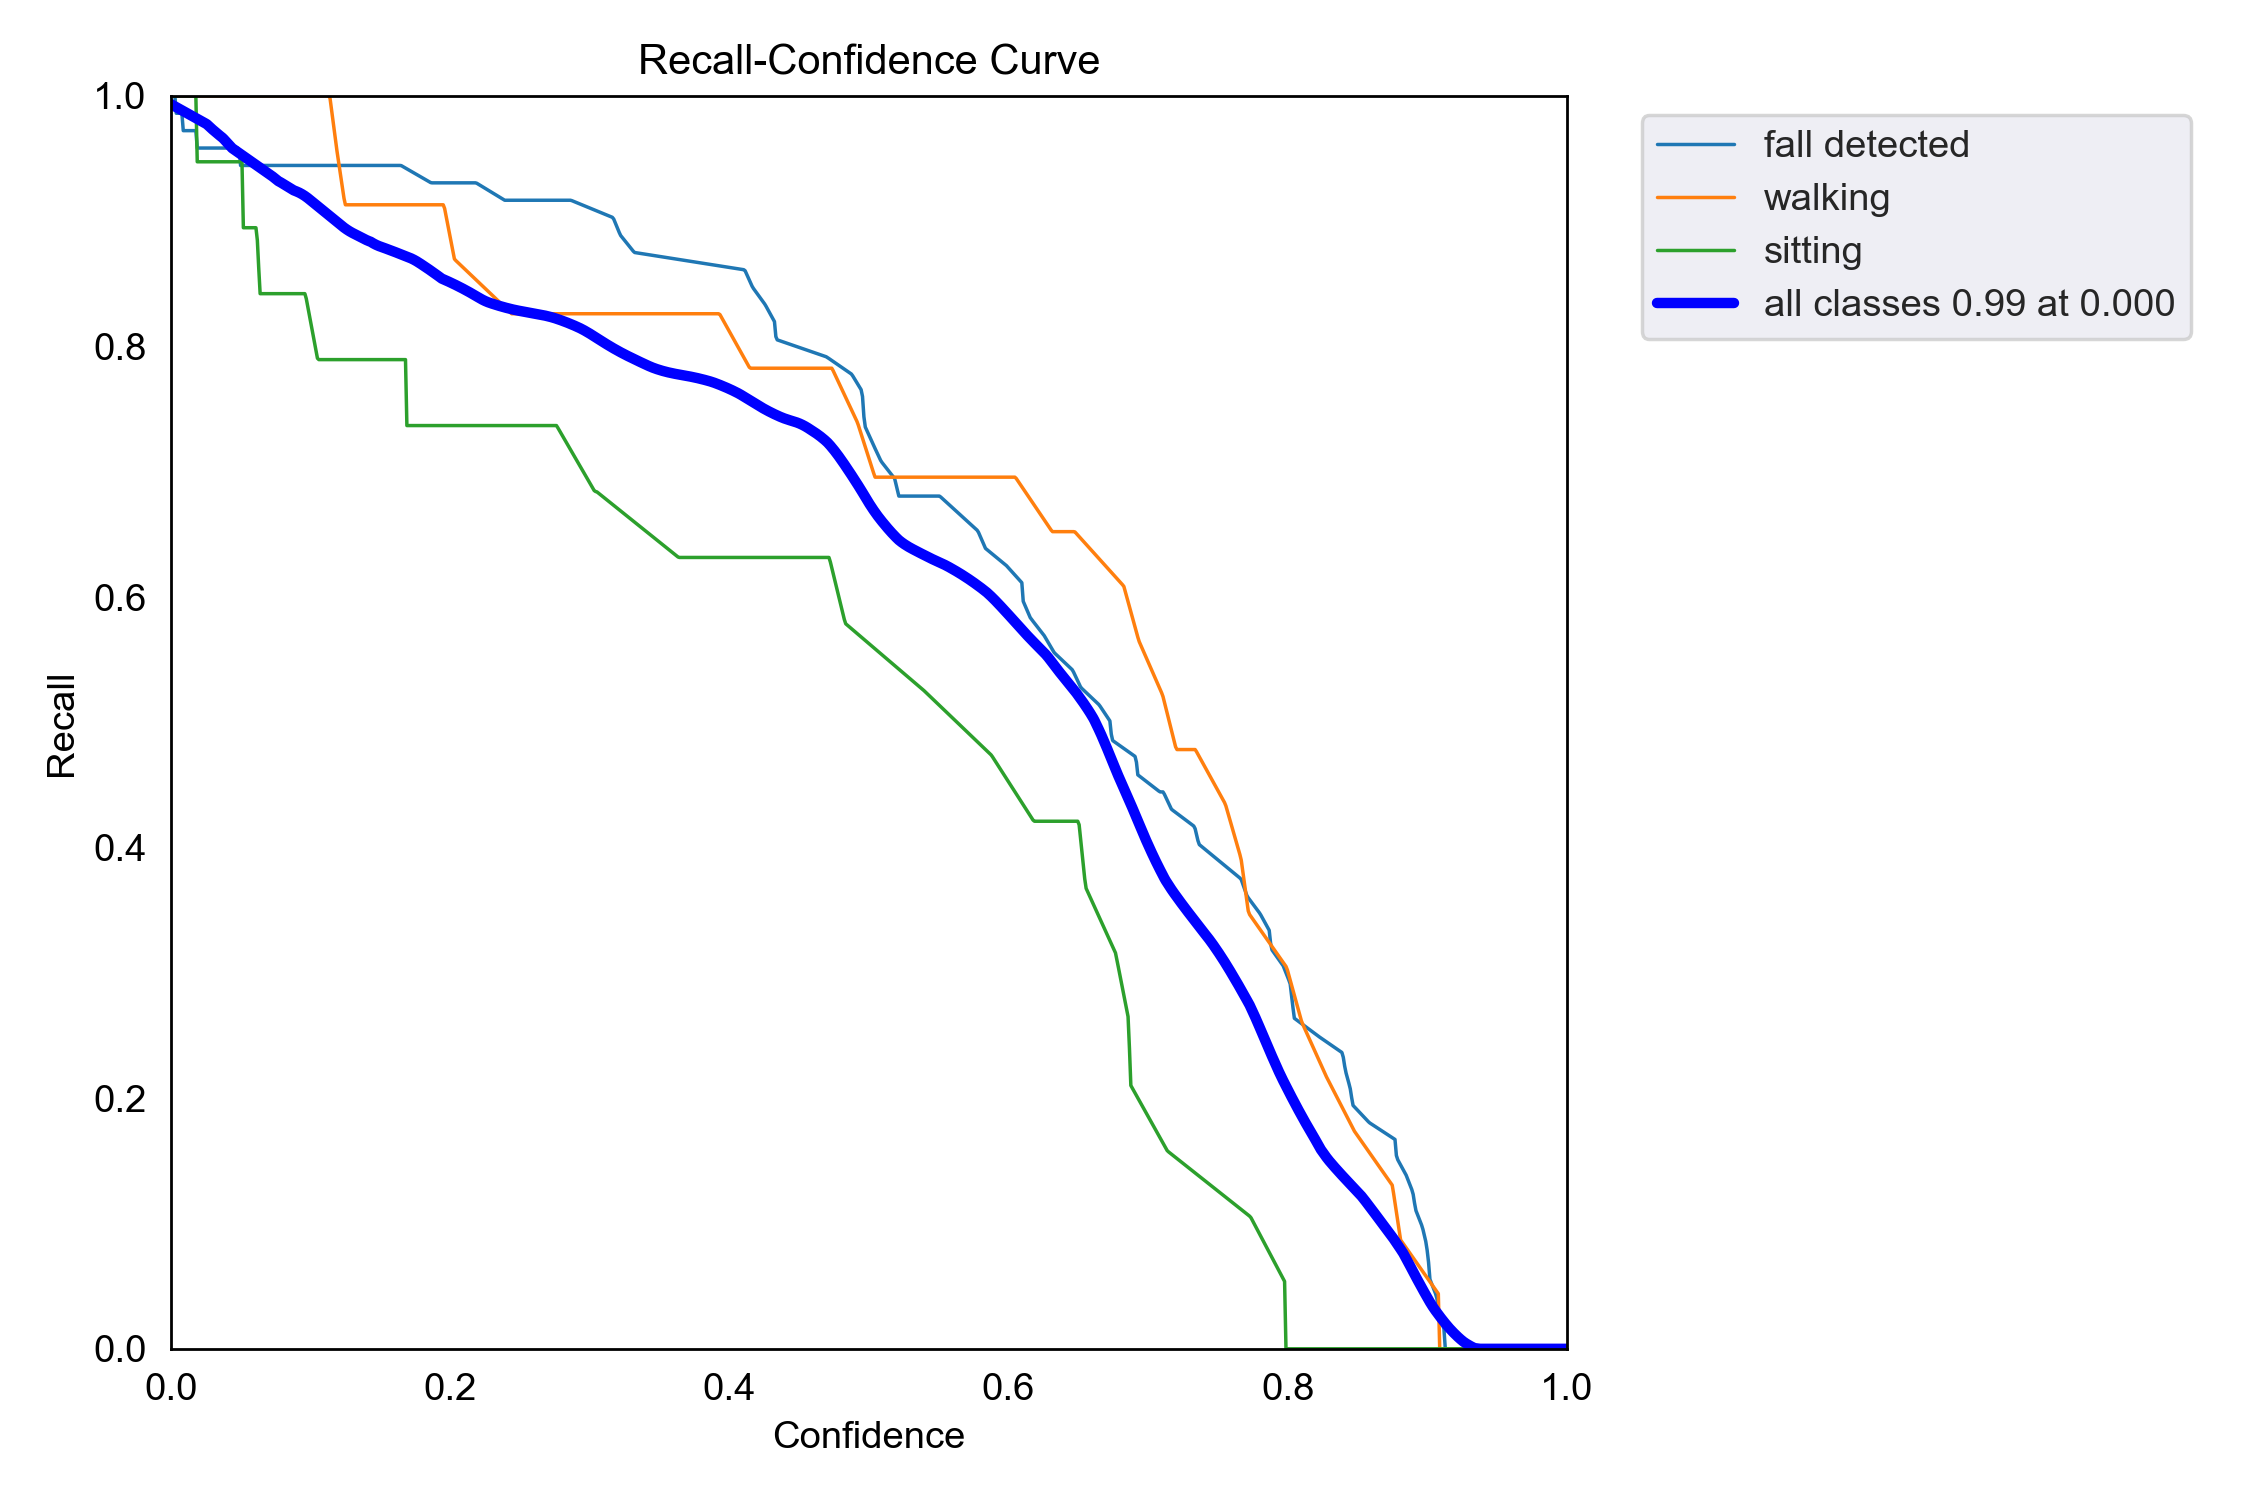 Recall-Confidence Curve
1.0
0.8
0.6
0.4
0.2
0.0
Recall
0.0 0.2 0.4 0.6 0.8 1.0
Confidence
fall detected
walking
sitting
all classes 0.99 at 0.000